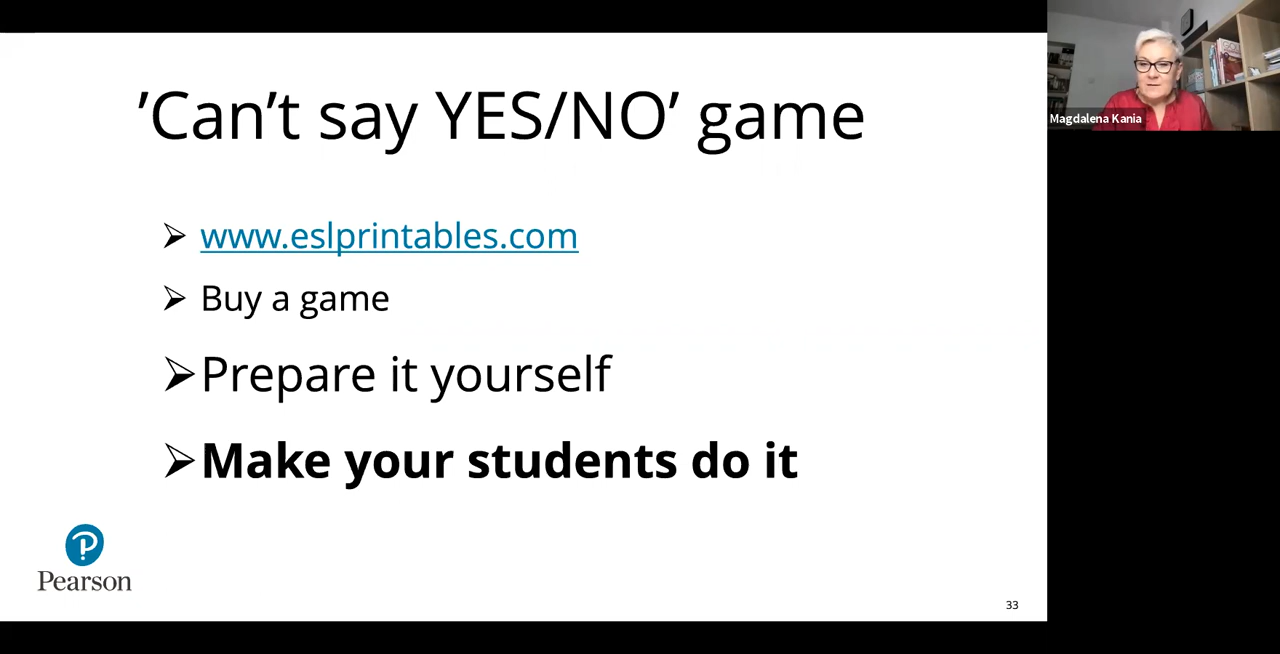 ’Can’t say YES/NO’ game
➢ www.eslprintables.com
➢ Buy a game
➢ Prepare it yourself
➢ Make your students do it
Pearson
33
Magdalena Kania